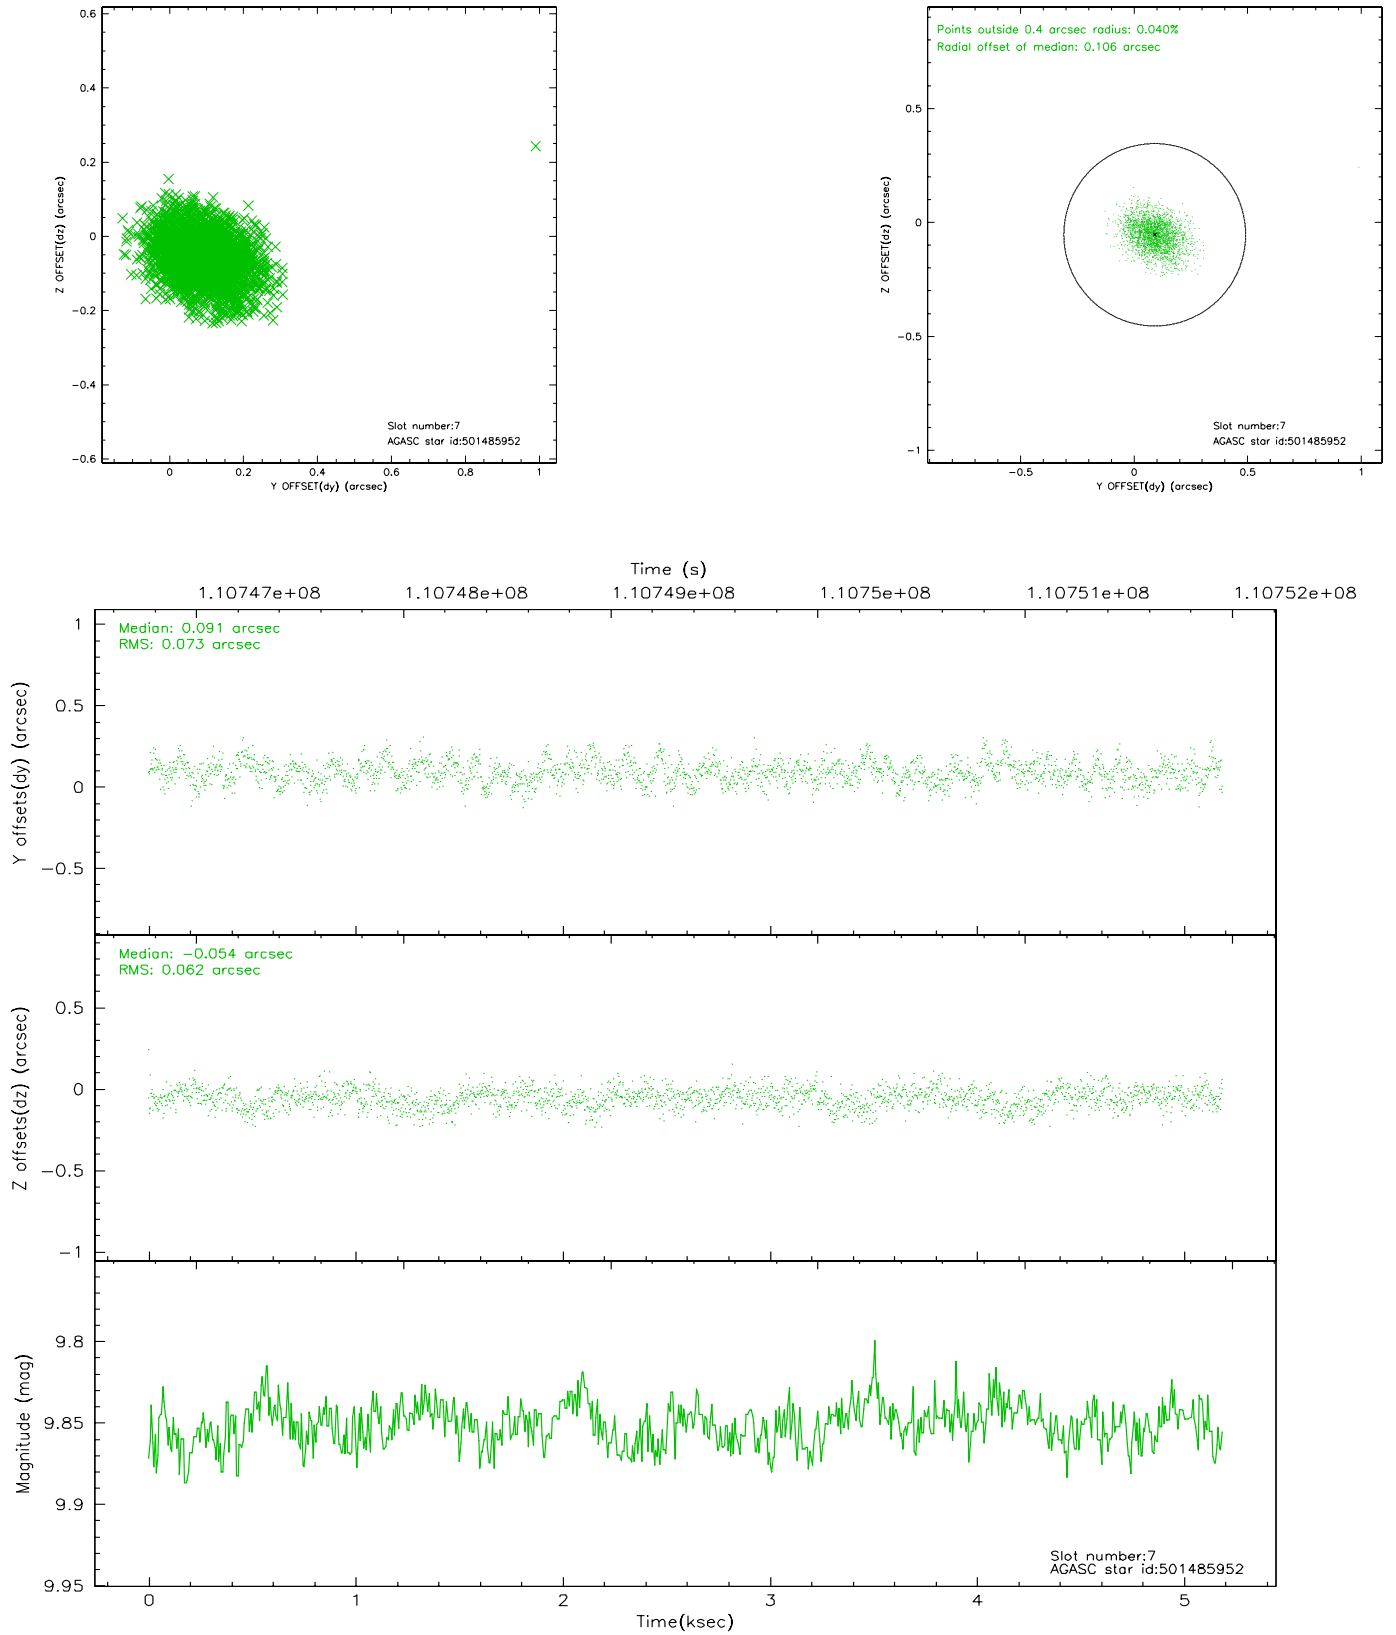 0.6
0.4
0.2
0
−0.2
−0.4
−0.6
Z OFFSET(dz) (arcsec)
Slot number:7
AGASC star id:501485952
0 0.2 0.4 0.6 0.8 1
Y OFFSET(dy) (arcsec)
Points outside 0.4 arcsec radius: 0.040%
Radial offset of median: 0.106 arcsec
0.5
0
−0.5
−1
Z OFFSET(dz) (arcsec)
Slot number:7
AGASC star id:501485952
−0.5 0 0.5 1
Y OFFSET(dy) (arcsec)
Time (s)
1.10747e+08 1.10748e+08 1.10749e+08 1.1075e+08 1.10751e+08 1.10752e+08
Median: 0.091 arcsec
RMS: 0.073 arcsec
1
0.5
0
−0.5
Y offsets(dy) (arcsec)
Median: −0.054 arcsec
RMS: 0.062 arcsec
0.5
0
−0.5
−1
Z offsets(dz) (arcsec)
9.8
9.85
9.9
9.95
Magnitude (mag)
Slot number:7
AGASC star id:501485952
0 1 2 3 4 5
Time(ksec)